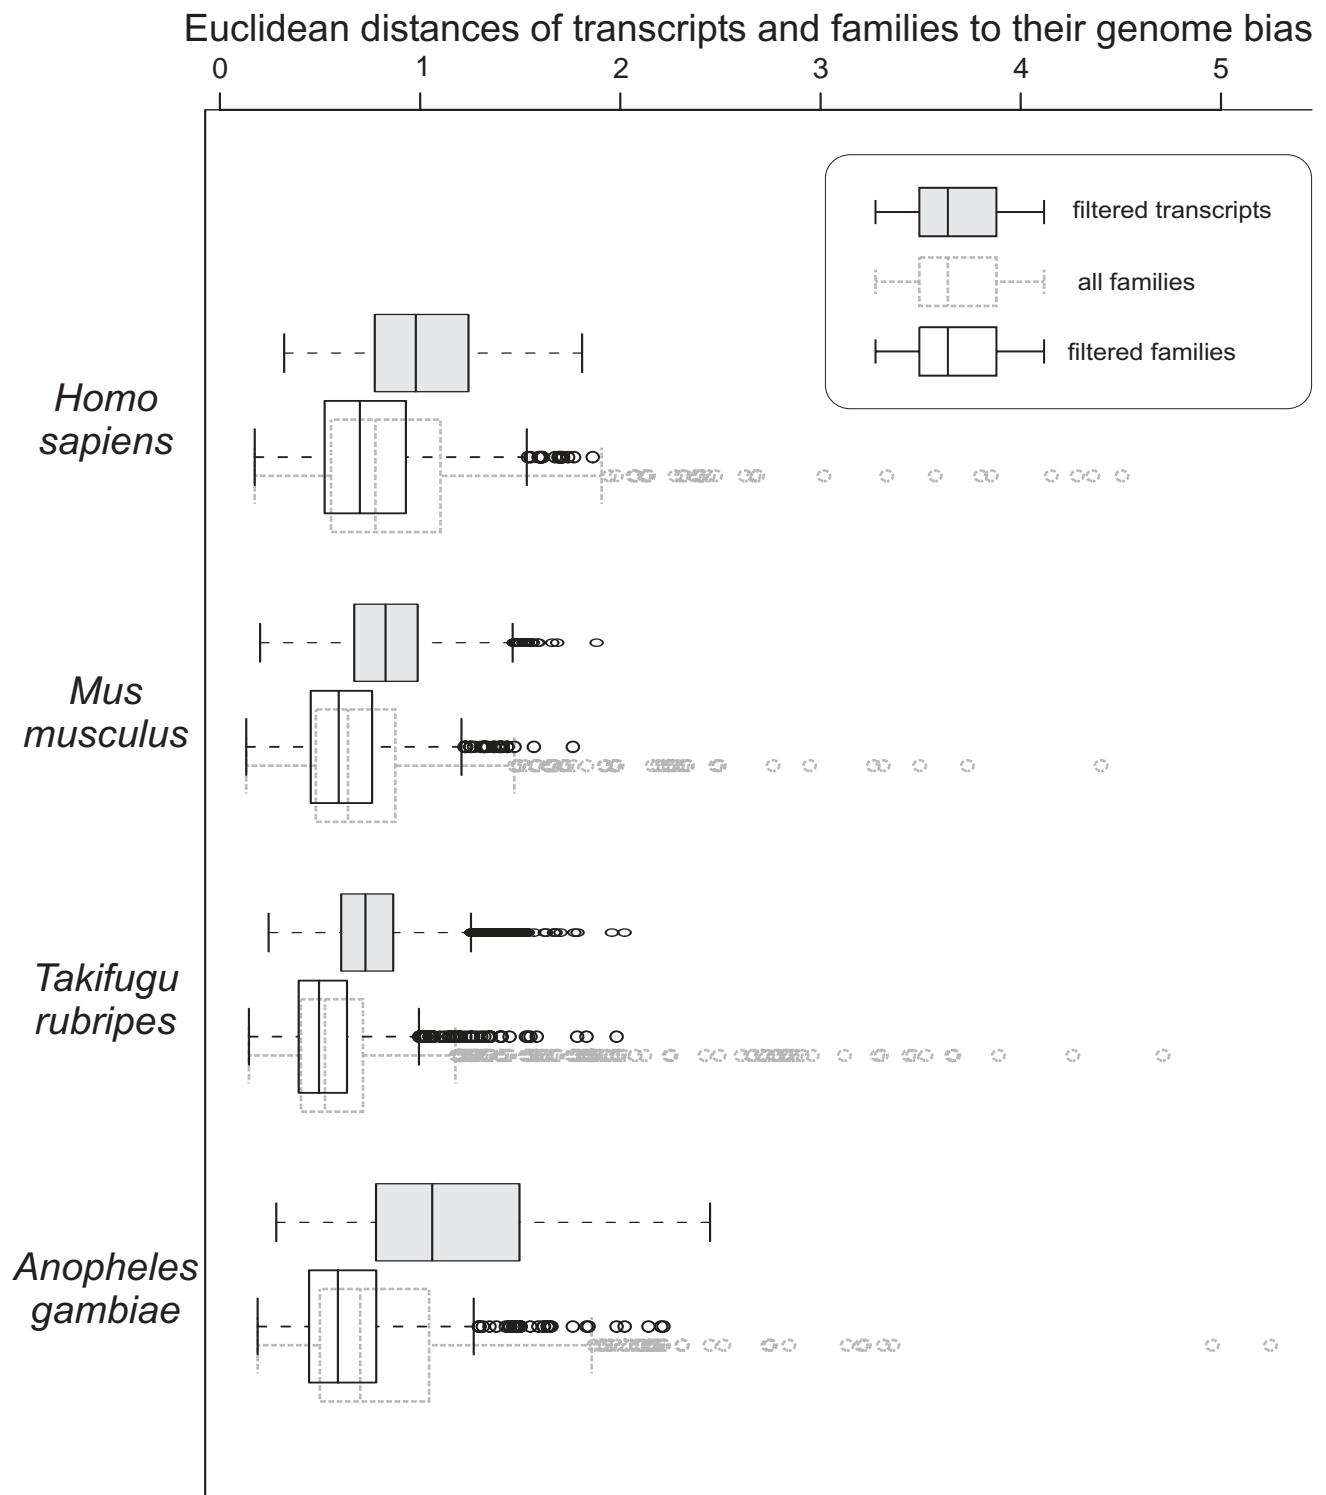 Euclidean distances of transcripts and families to their genome bias
0 1 2 3 4 5
filtered transcripts
all families
filtered families
Homo
sapiens
Mus
musculus
Takifugu
rubripes
Anopheles
gambiae